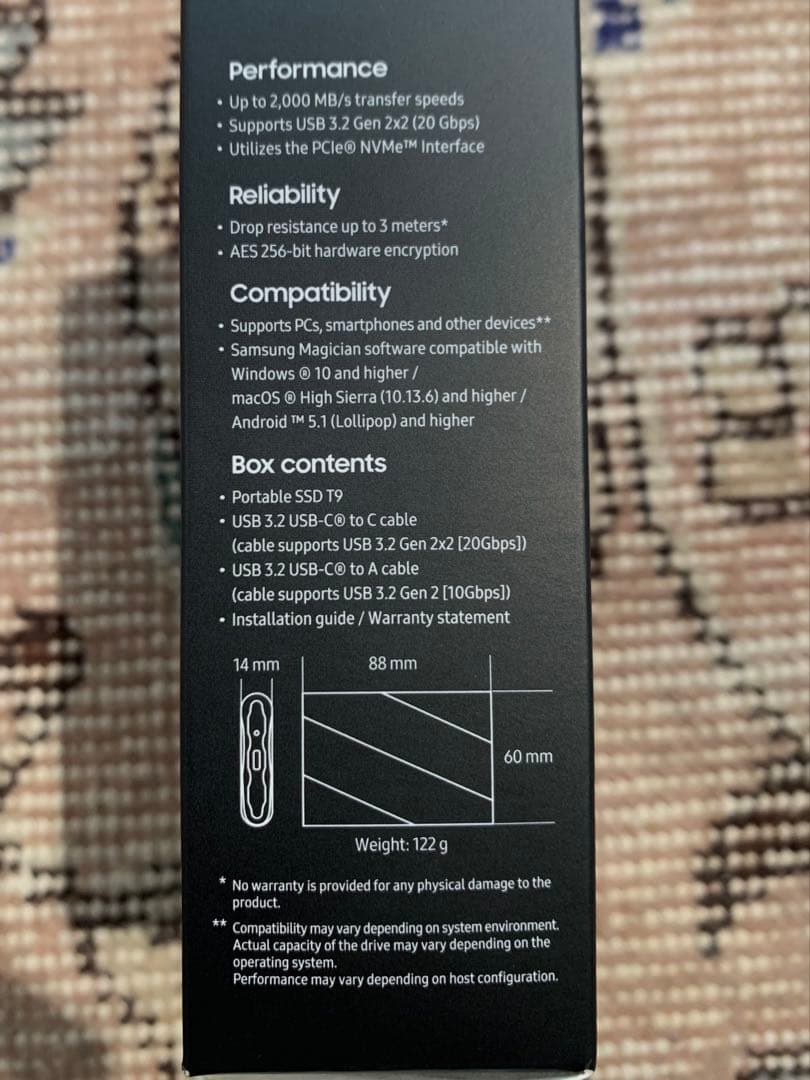 Performance
• Up to 2,000 MB/s transfer speeds
• Supports USB 3.2 Gen 2x2 (20 Gbps)
• Utilizes the PCIe® NVMe™ Interface
Reliability
• Drop resistance up to 3 meters*
• AES 256-bit hardware encryption
Compatibility
• Supports PCs, smartphones and other devices**
• Samsung Magician software compatible with
Windows ® 10 and higher /
macOS ® High Sierra (10.13.6) and higher /
Android ™ 5.1 (Lollipop) and higher
Box contents
• Portable SSD T9
• USB 3.2 USB-C® to C cable
(cable supports USB 3.2 Gen 2x2 [20Gbps])
• USB 3.2 USB-C® to A cable
(cable supports USB 3.2 Gen 2 [10Gbps])
• Installation guide / Warranty statement
14 mm
88 mm
60 mm
Weight: 122 g
* No warranty is provided for any physical damage to the
product.
** Compatibility may vary depending on system environment.
Actual capacity of the drive may vary depending on the
operating system.
Performance may vary depending on host configuration.